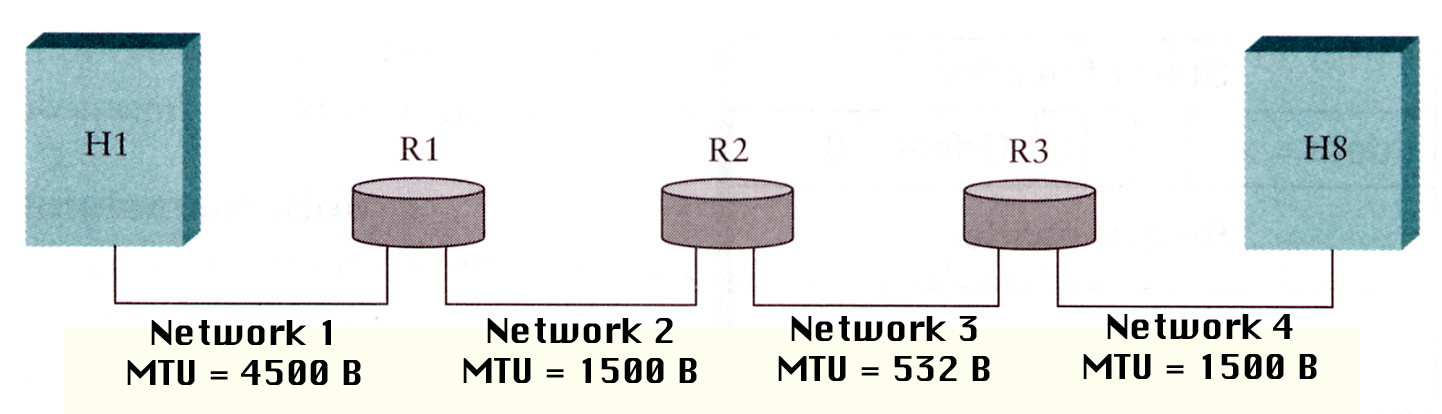 H1
R1
R2
R3
H8
Network 1
MTU = 4500 B
Network 2
MTU = 1500 B
Network 3
MTU = 532 B
Network 4
MTU = 1500 B